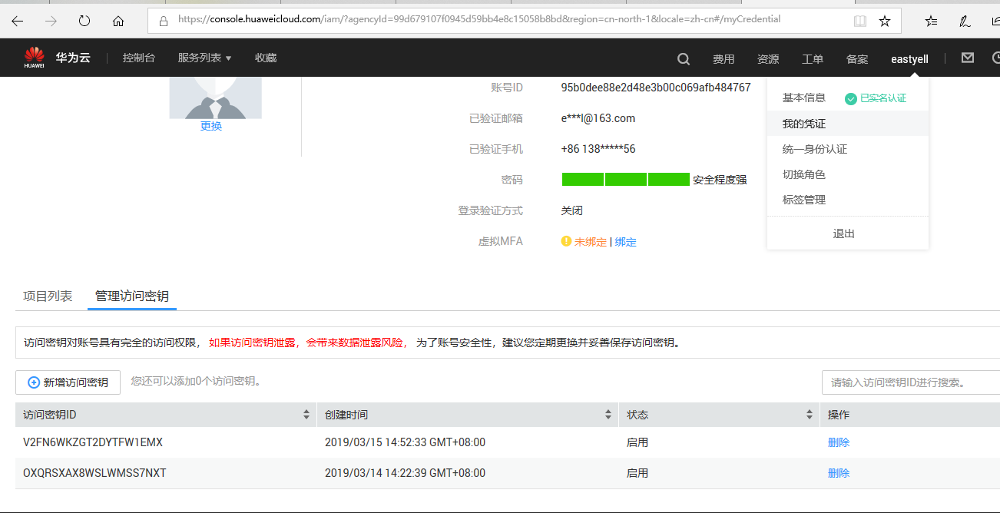 https://console.huaweicloud.com/iam/?agencyId=99d679107f0945d59bb4e8c15058b8bd&region=cn-north-1&locale=zh-cn#/myCredential
HUAWEI 华为云 控制台 服务列表 收藏 费用 资源 工单 备案 eastyell
更换
账号ID 95b0dee88e2d48e3b00c069afb484767
已验证邮箱 e***l@163.com
已验证手机 +86 138*****56
密码 安全程度强
登录验证方式 关闭
虚拟MFA 未绑定 | 绑定
基本信息 已实名认证
我的凭证
统一身份认证
切换角色
标签管理
退出
项目列表 管理访问密钥
访问密钥对账号具有完全的访问权限，如果访问密钥泄露，会带来数据泄露风险，为了账号安全性，建议您定期更换并妥善保存访问密钥。
新增访问密钥 您还可以添加0个访问密钥。 请输入访问密钥ID进行搜索。
访问密钥ID 创建时间 状态 操作
V2FN6WKZGT2DYTFW1EMX 2019/03/15 14:52:33 GMT+08:00 启用 删除
OXQRSXAX8WSLWMSS7NXT 2019/03/14 14:22:39 GMT+08:00 启用 删除